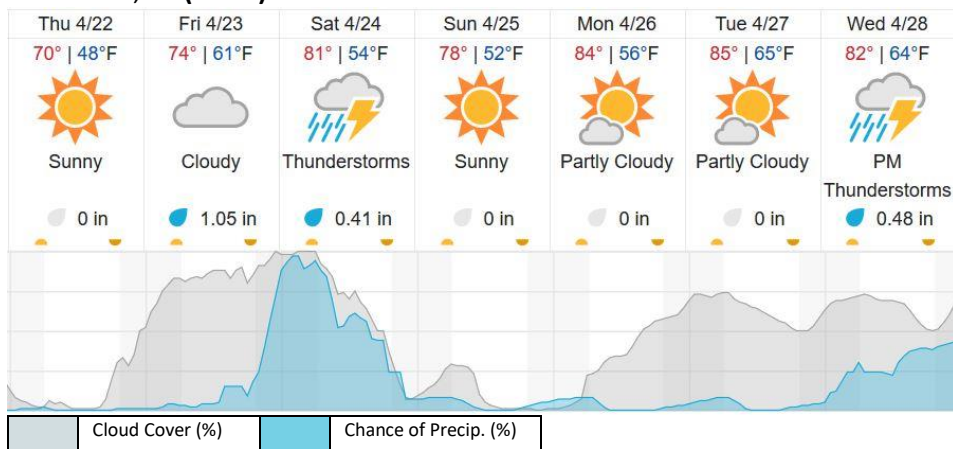 Thu 4/22 Fri 4/23 Sat 4/24 Sun 4/25 Mon 4/26 Tue 4/27 Wed 4/28
70° | 48°F 74° | 61°F 81° | 54°F 78° | 52°F 84° | 56°F 85° | 65°F 82° | 64°F
Sunny Cloudy Thunderstorms Sunny Partly Cloudy Partly Cloudy PM
Thunderstorms
0 in 1.05 in 0.41 in 0 in 0 in 0 in 0.48 in
Cloud Cover (%) Chance of Precip. (%)